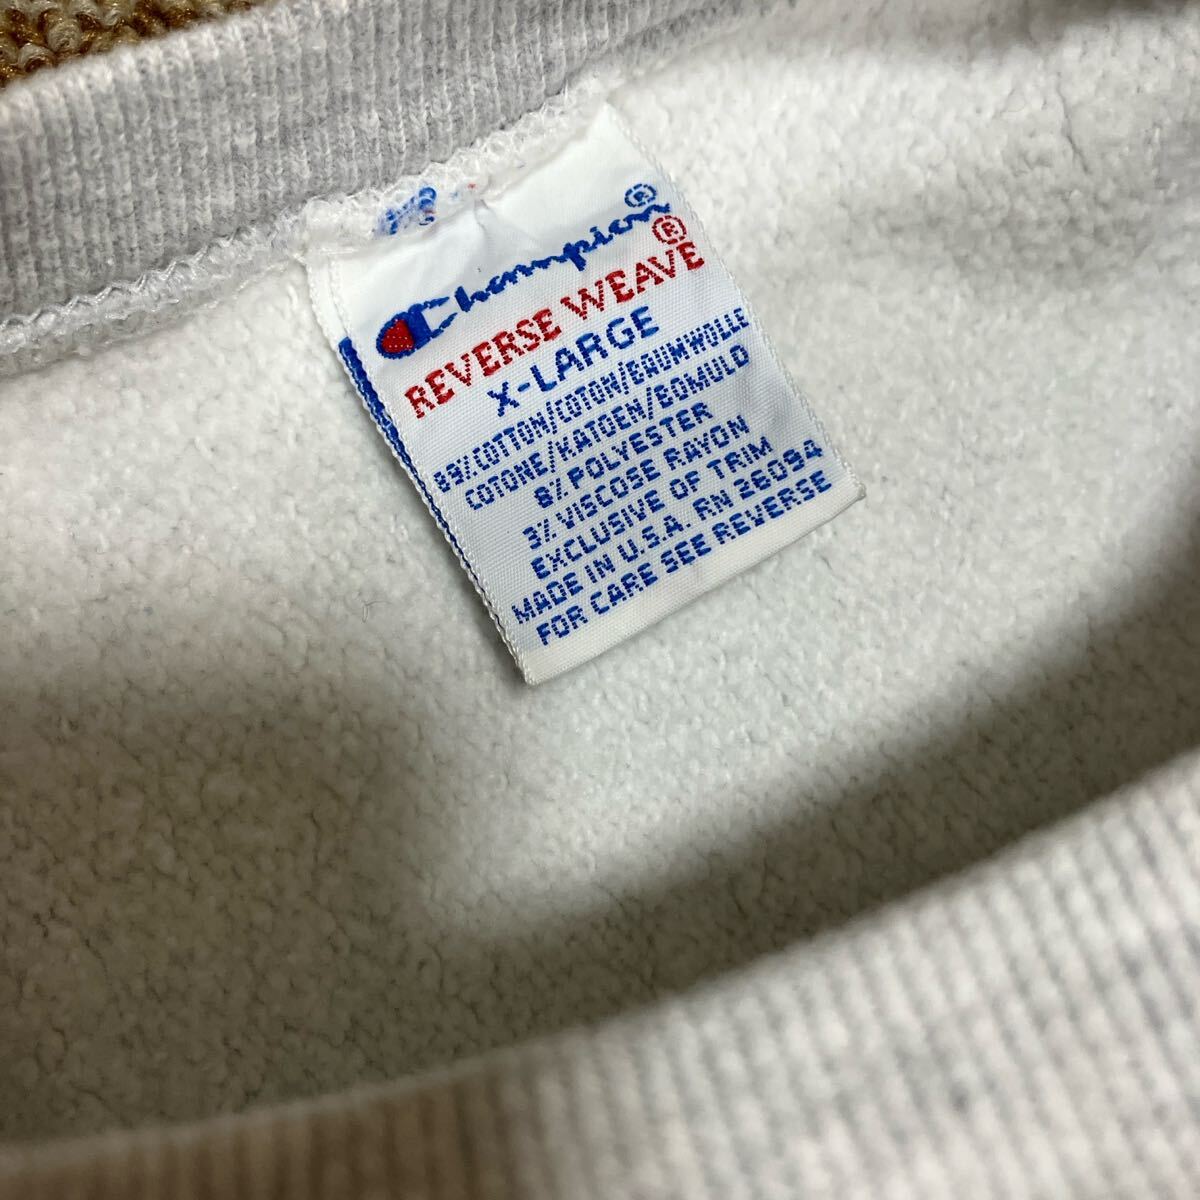 Champion®
REVERSE WEAVE®
X-LARGE
89% COTTON/COTON/BAUMWOLLE
COTONE/KATOEN/BOMULD
8% POLYESTER
3% VISCOSE RAYON
EXCLUSIVE OF TRIM
MADE IN U.S.A. RN 26094
FOR CARE SEE REVERSE